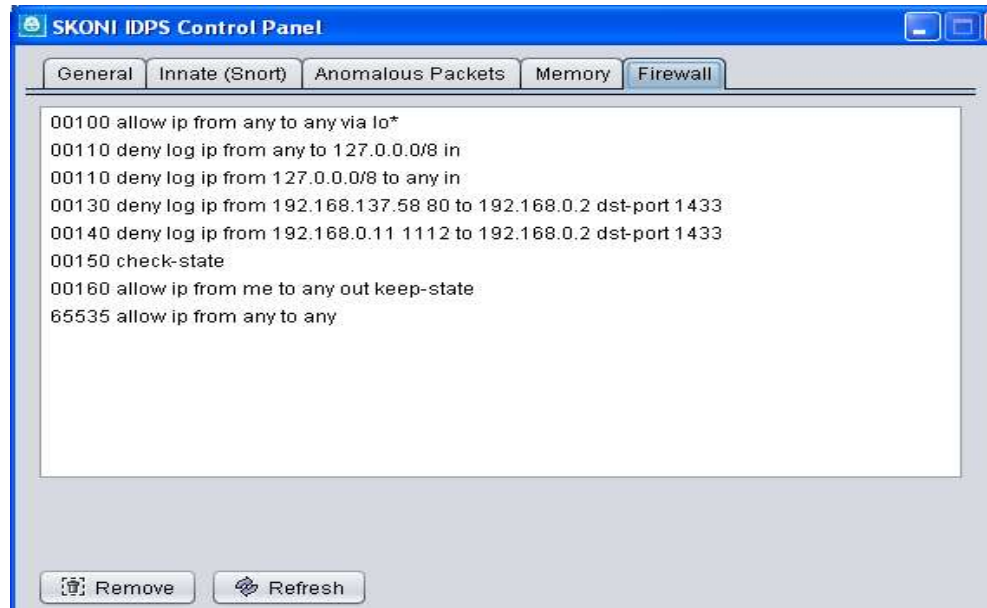 SKONI IDPS Control Panel
General Innate (Snort) Anomalous Packets Memory Firewall
00100 allow ip from any to any via lo*
00110 deny log ip from any to 127.0.0.0/8 in
00110 deny log ip from 127.0.0.0/8 to any in
00130 deny log ip from 192.168.137.58 80 to 192.168.0.2 dst-port 1433
00140 deny log ip from 192.168.0.11 1112 to 192.168.0.2 dst-port 1433
00150 check-state
00160 allow ip from me to any out keep-state
65535 allow ip from any to any
Remove Refresh